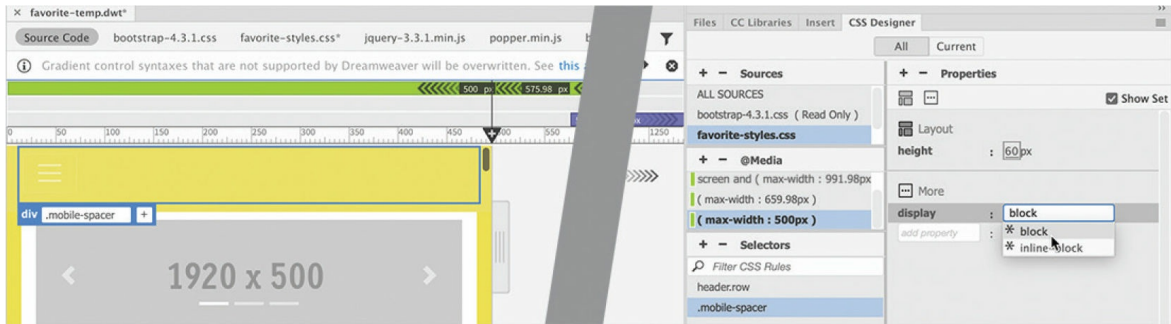 × favorite-temp.dwt*
Source Code bootstrap-4.3.1.css favorite-styles.css* jquery-3.3.1.min.js popper.min.js
Gradient control syntaxes that are not supported by Dreamweaver will be overwritten. See this
500 px 575.98 px
0 50 100 150 200 250 300 350 400 450 550 1250
div .mobile-spacer +
1920 x 500
Files CC Libraries Insert CSS Designer
All Current
+ − Sources
ALL SOURCES
bootstrap-4.3.1.css ( Read Only )
favorite-styles.css
+ − @Media
screen and ( max-width : 991.98px
( max-width : 659.98px )
( max-width : 500px )
+ − Selectors
Filter CSS Rules
header.row
.mobile-spacer
+ − Properties
Show Set
Layout
height : 60px
More
display : block
add property :
* block
* inline-block